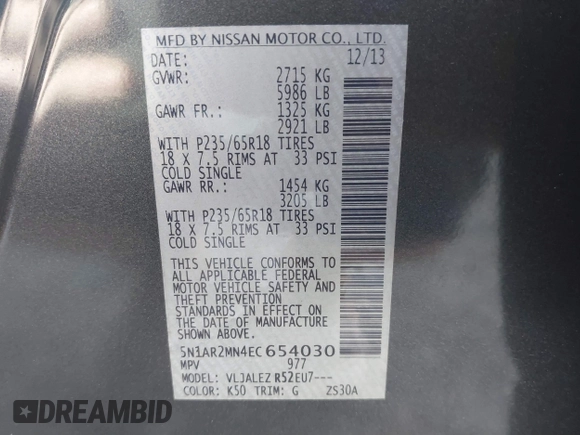 MFD BY NISSAN MOTOR CO., LTD.
DATE: 12/13
GVWR: 2715 KG
5986 LB
GAWR FR.: 1325 KG
2921 LB
WITH P235/65R18 TIRES
18 X 7.5 RIMS AT 33 PSI
COLD SINGLE
GAWR RR.: 1454 KG
3205 LB
WITH P235/65R18 TIRES
18 X 7.5 RIMS AT 33 PSI
COLD SINGLE
THIS VEHICLE CONFORMS TO
ALL APPLICABLE FEDERAL
MOTOR VEHICLE SAFETY AND
THEFT PREVENTION
STANDARDS IN EFFECT ON
THE DATE OF MANUFACTURE
SHOWN ABOVE.
5N1AR2MN4EC654030
MPV 977
MODEL: VLJALEZ R52EU7---
COLOR: K50 TRIM: G ZS30A
DREAMBID